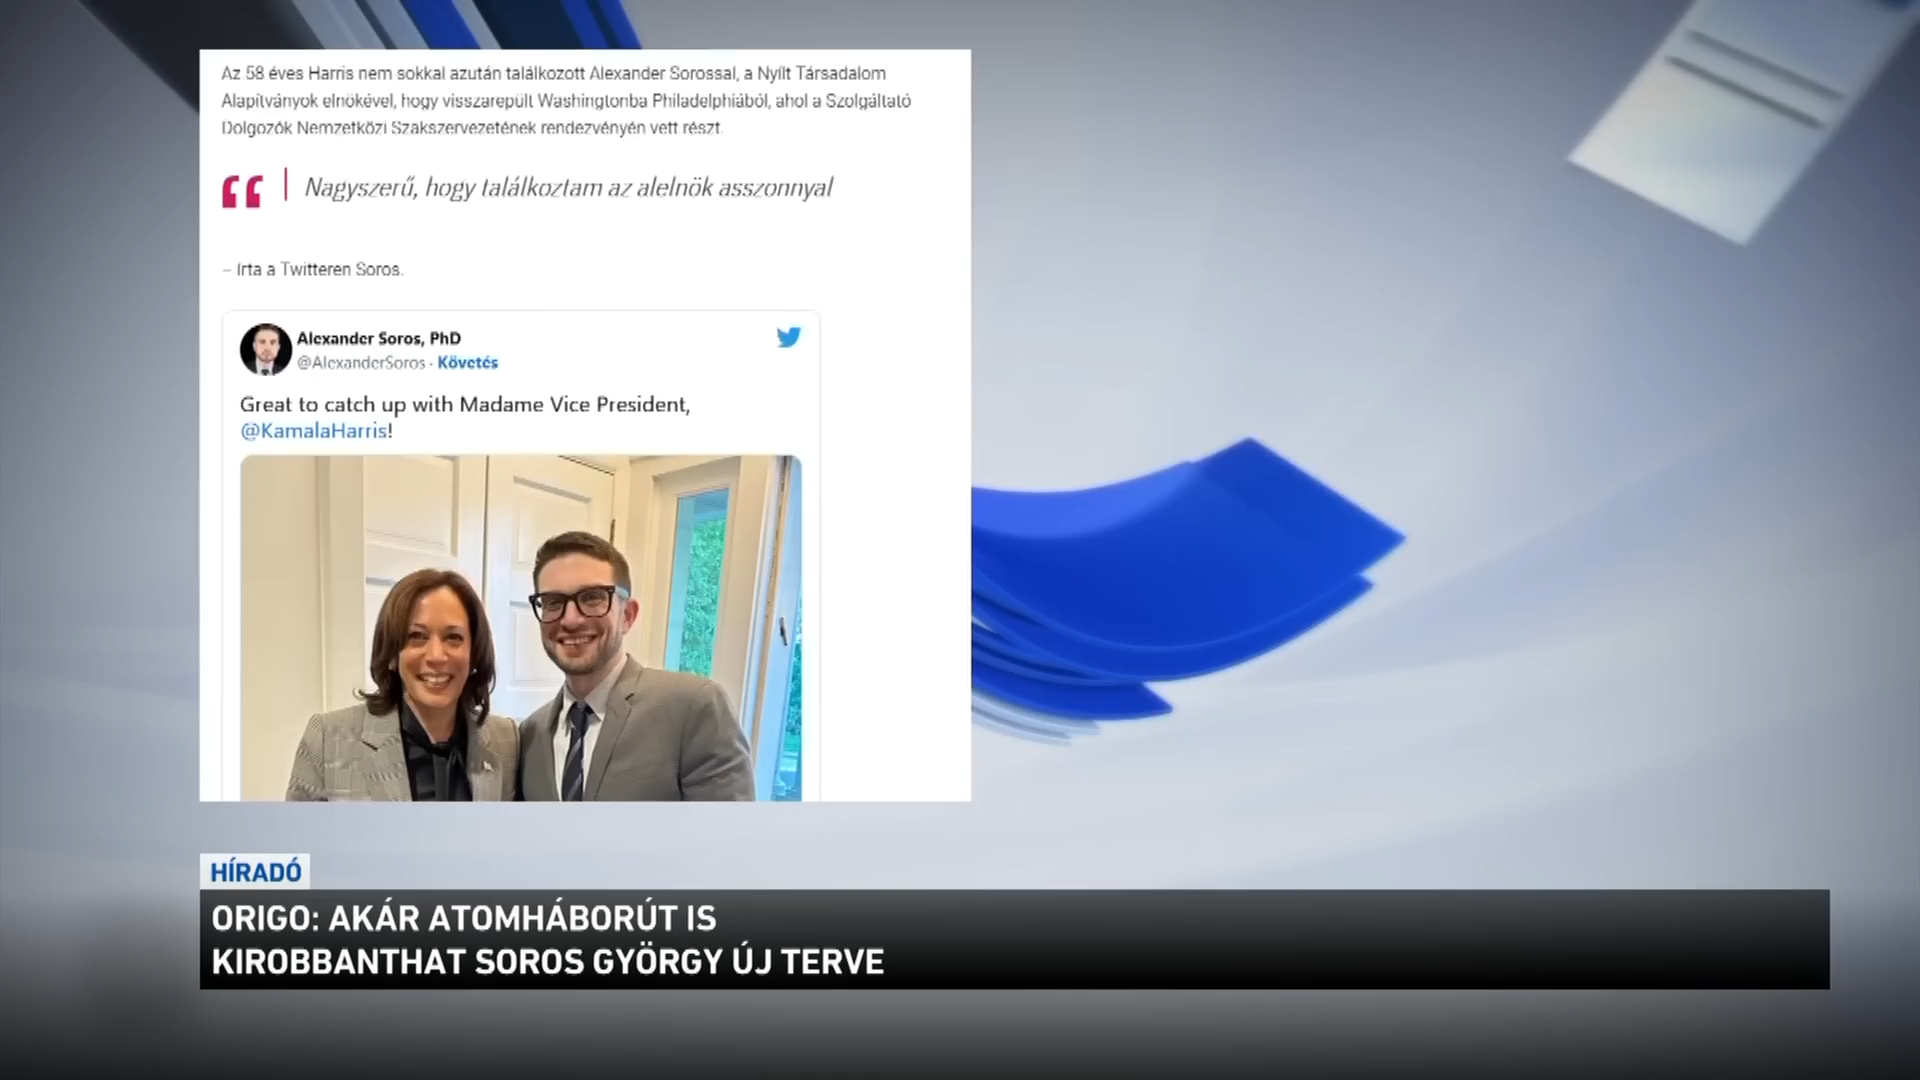 Az 58 éves Harris nem sokkal azután találkozott Alexander Sorossal, a Nyílt Társadalom
Alapítványok elnökével, hogy visszarepült Washingtonba Philadelphiából, ahol a Szolgáltató
Dolgozók Nemzetközi Szakszervezetének rendezvényén vett részt.
Nagyszerű, hogy találkoztam az alelnök asszonnyal
– írta a Twitteren Soros.
Alexander Soros, PhD
@AlexanderSoros · Követés
Great to catch up with Madame Vice President,
@KamalaHarris!
HÍRADÓ
ORIGO: AKÁR ATOMHÁBORÚT IS
KIROBBANTHAT SOROS GYÖRGY ÚJ TERVE